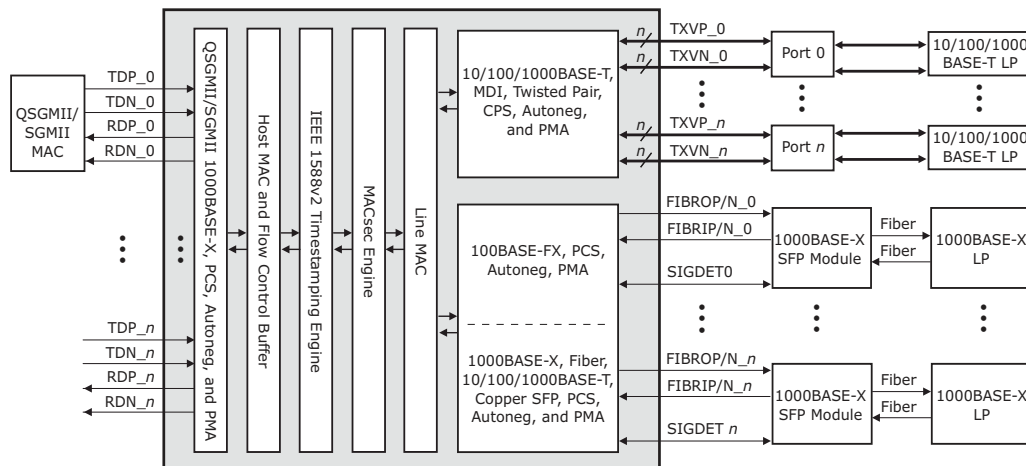 QSGMII/
SGMII
MAC
TDP_0
TDN_0
RDP_0
RDN_0
TDP_n
TDN_n
RDP_n
RDN_n
QSGMII/SGMII 1000BASE-X, PCS, Autoneg, and PMA
Host MAC and Flow Control Buffer
IEEE 1588v2 Timestamping Engine
MACsec Engine
Line MAC
10/100/1000BASE-T,
MDI, Twisted Pair,
CPS, Autoneg,
and PMA
100BASE-FX, PCS,
Autoneg, PMA
1000BASE-X, Fiber,
10/100/1000BASE-T,
Copper SFP, PCS,
Autoneg, and PMA
n
TXVP_0
n
TXVN_0
n
TXVP_n
n
TXVN_n
Port 0
Port n
10/100/1000
BASE-T LP
10/100/1000
BASE-T LP
FIBROP/N_0
FIBRIP/N_0
SIGDET0
1000BASE-X
SFP Module
Fiber
Fiber
1000BASE-X
LP
FIBROP/N_n
FIBRIP/N_n
SIGDET n
1000BASE-X
SFP Module
Fiber
Fiber
1000BASE-X
LP